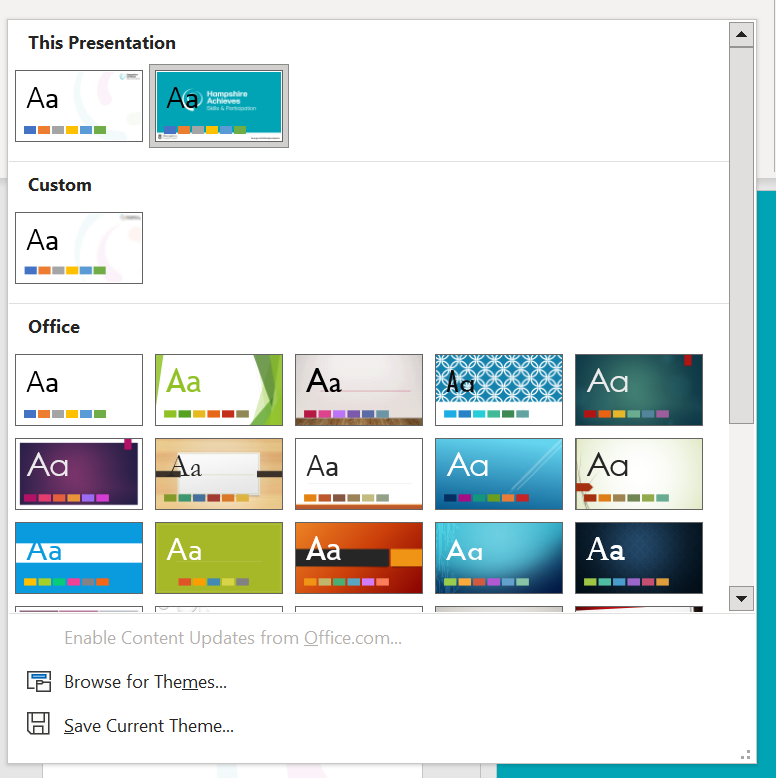 This Presentation
Aa
Aa
Hampshire
Achieves
Skills & Participation
Custom
Aa
Office
Aa Aa Aa Aa Aa
Aa Aa Aa Aa Aa
Aa Aa Aa Aa Aa
Enable Content Updates from Office.com...
Browse for Themes...
Save Current Theme...